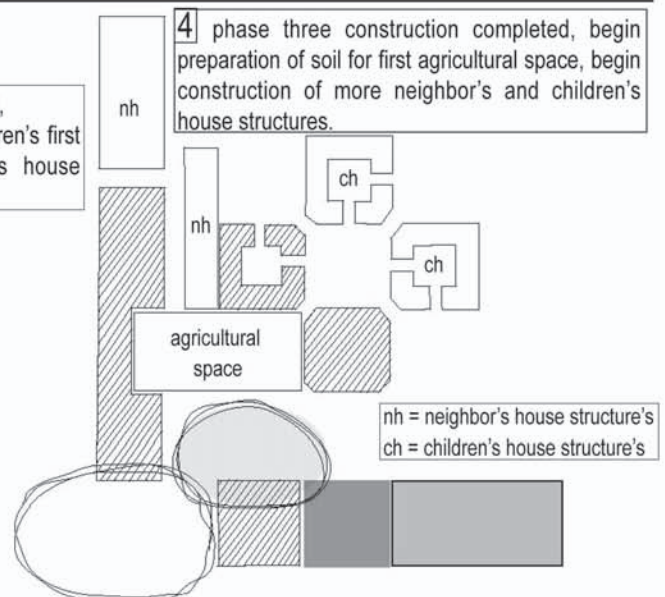 4 phase three construction completed, begin
preparation of soil for first agricultural space, begin
construction of more neighbor's and children's
house structures.
ren's first
s house
nh
nh
ch
ch
agricultural
space
nh = neighbor's house structure's
ch = children's house structure's